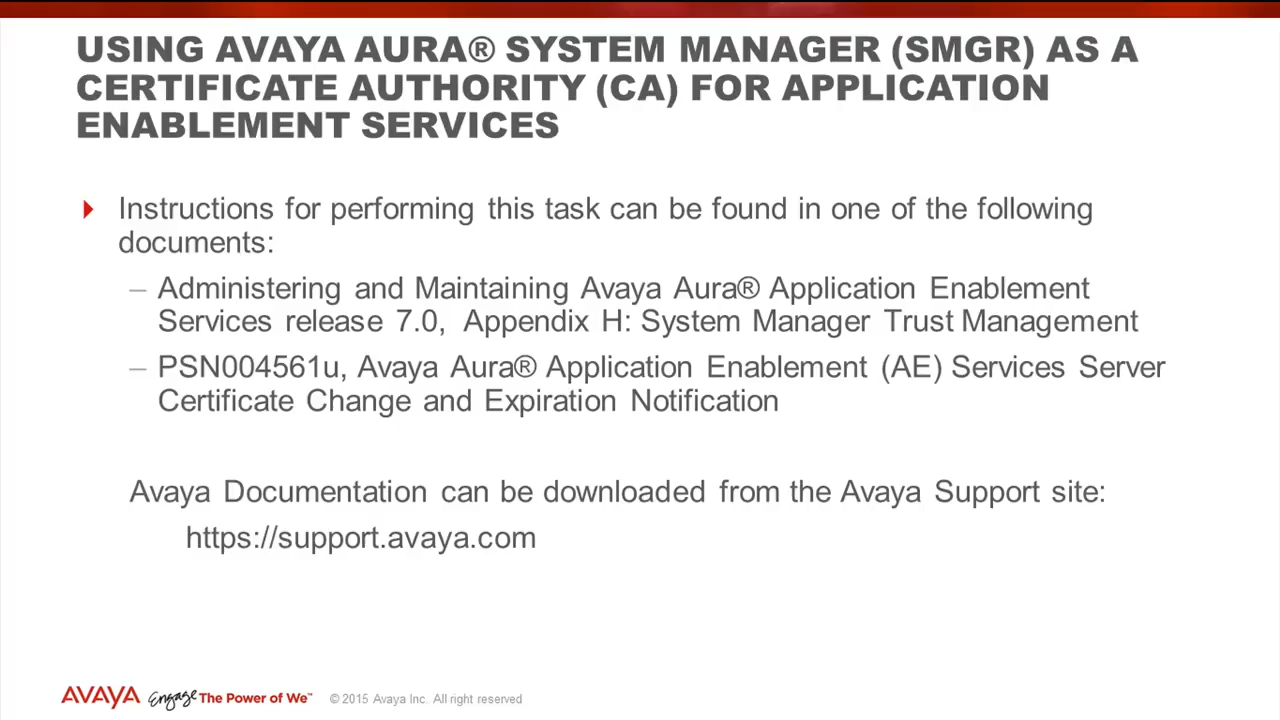 USING AVAYA AURA® SYSTEM MANAGER (SMGR) AS A
CERTIFICATE AUTHORITY (CA) FOR APPLICATION
ENABLEMENT SERVICES
Instructions for performing this task can be found in one of the following
documents:
– Administering and Maintaining Avaya Aura® Application Enablement
Services release 7.0, Appendix H: System Manager Trust Management
– PSN004561u, Avaya Aura® Application Enablement (AE) Services Server
Certificate Change and Expiration Notification
Avaya Documentation can be downloaded from the Avaya Support site:
https://support.avaya.com
AVAYA Engage The Power of We™ © 2015 Avaya Inc. All right reserved